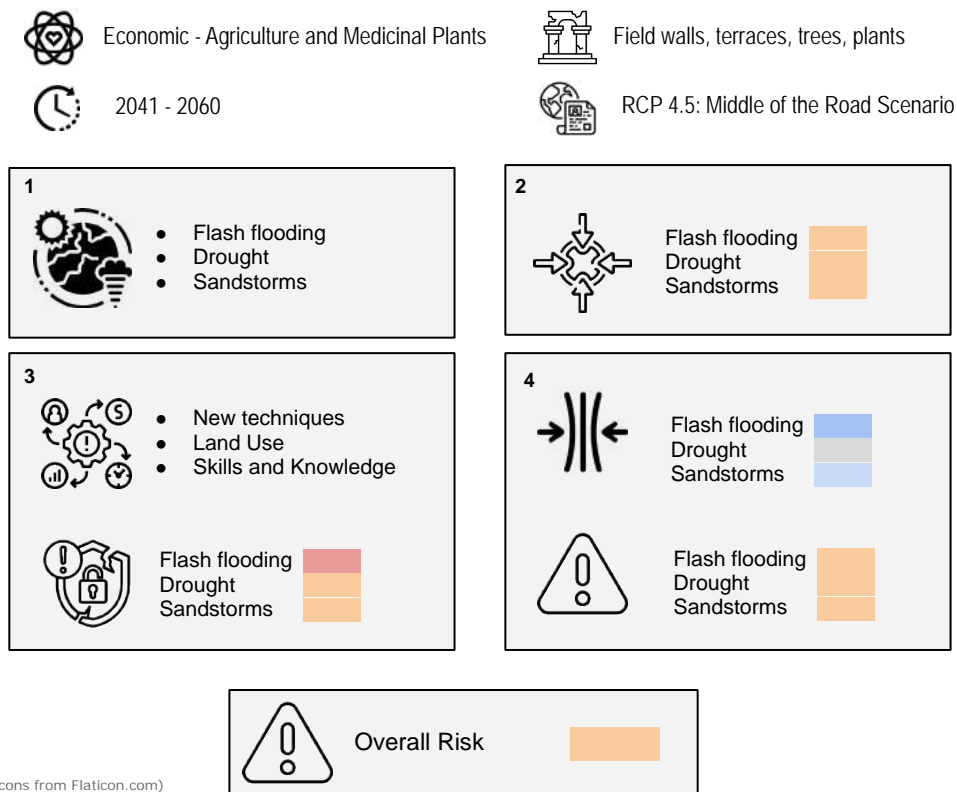 Economic - Agriculture and Medicinal Plants
Field walls, terraces, trees, plants
2041 - 2060
RCP 4.5: Middle of the Road Scenario
1
● Flash flooding
● Drought
● Sandstorms
2
Flash flooding
Drought
Sandstorms
3
● New techniques
● Land Use
● Skills and Knowledge
Flash flooding
Drought
Sandstorms
4
Flash flooding
Drought
Sandstorms
Flash flooding
Drought
Sandstorms
Overall Risk
cons from Flaticon.com)